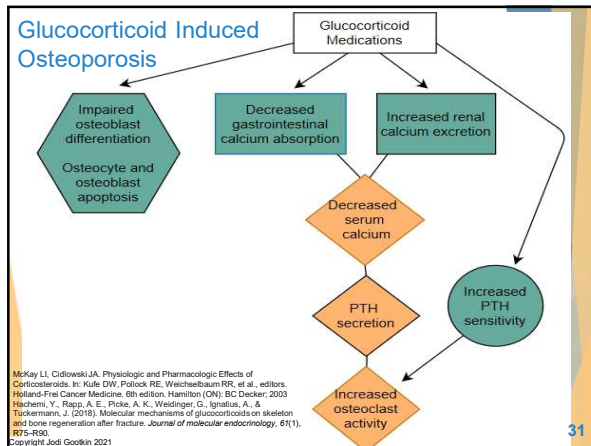 Glucocorticoid Induced
Osteoporosis
Glucocorticoid
Medications
Impaired
osteoblast
differentiation
Osteocyte and
osteoblast
apoptosis
Decreased
gastrointestinal
calcium absorption
Increased renal
calcium excretion
Decreased
serum
calcium
PTH
secretion
Increased
PTH
sensitivity
Increased
osteoclast
activity
McKay LI, Cidlowski JA. Physiologic and Pharmacologic Effects of
Corticosteroids. In: Kufe DW, Pollock RE, Weichselbaum RR, et al., editors.
Holland-Frei Cancer Medicine. 6th edition. Hamilton (ON): BC Decker; 2003
Hachemi, Y., Rapp, A. E., Picke, A. K., Weidinger, G., Ignatius, A., &
Tuckermann, J. (2018). Molecular mechanisms of glucocorticoids on skeleton
and bone regeneration after fracture. Journal of molecular endocrinology, 61(1),
R75–R90.
Copyright Jodi Gootkin 2021
31